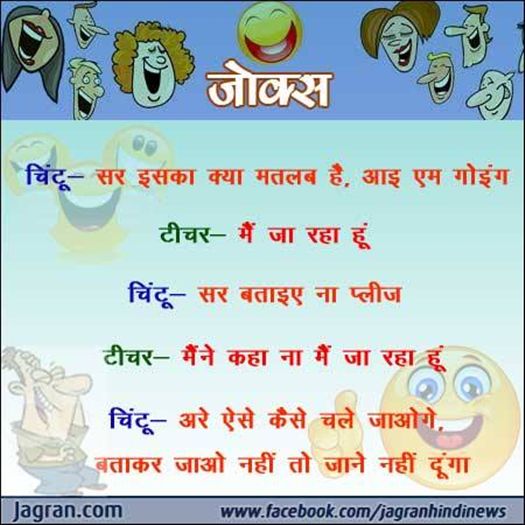 जोक्स
चिंटू– सर इसका क्या मतलब है, आइ एम गोइंग
टीचर– मैं जा रहा हूं
चिंटू– सर बताइए ना प्लीज
टीचर– मैंने कहा ना मैं जा रहा हूं
चिंटू– अरे ऐसे कैसे चले जाओगे,
बताकर जाओ नहीं तो जाने नहीं दूंगा
Jagran.com www.facebook.com/jagranhindinews